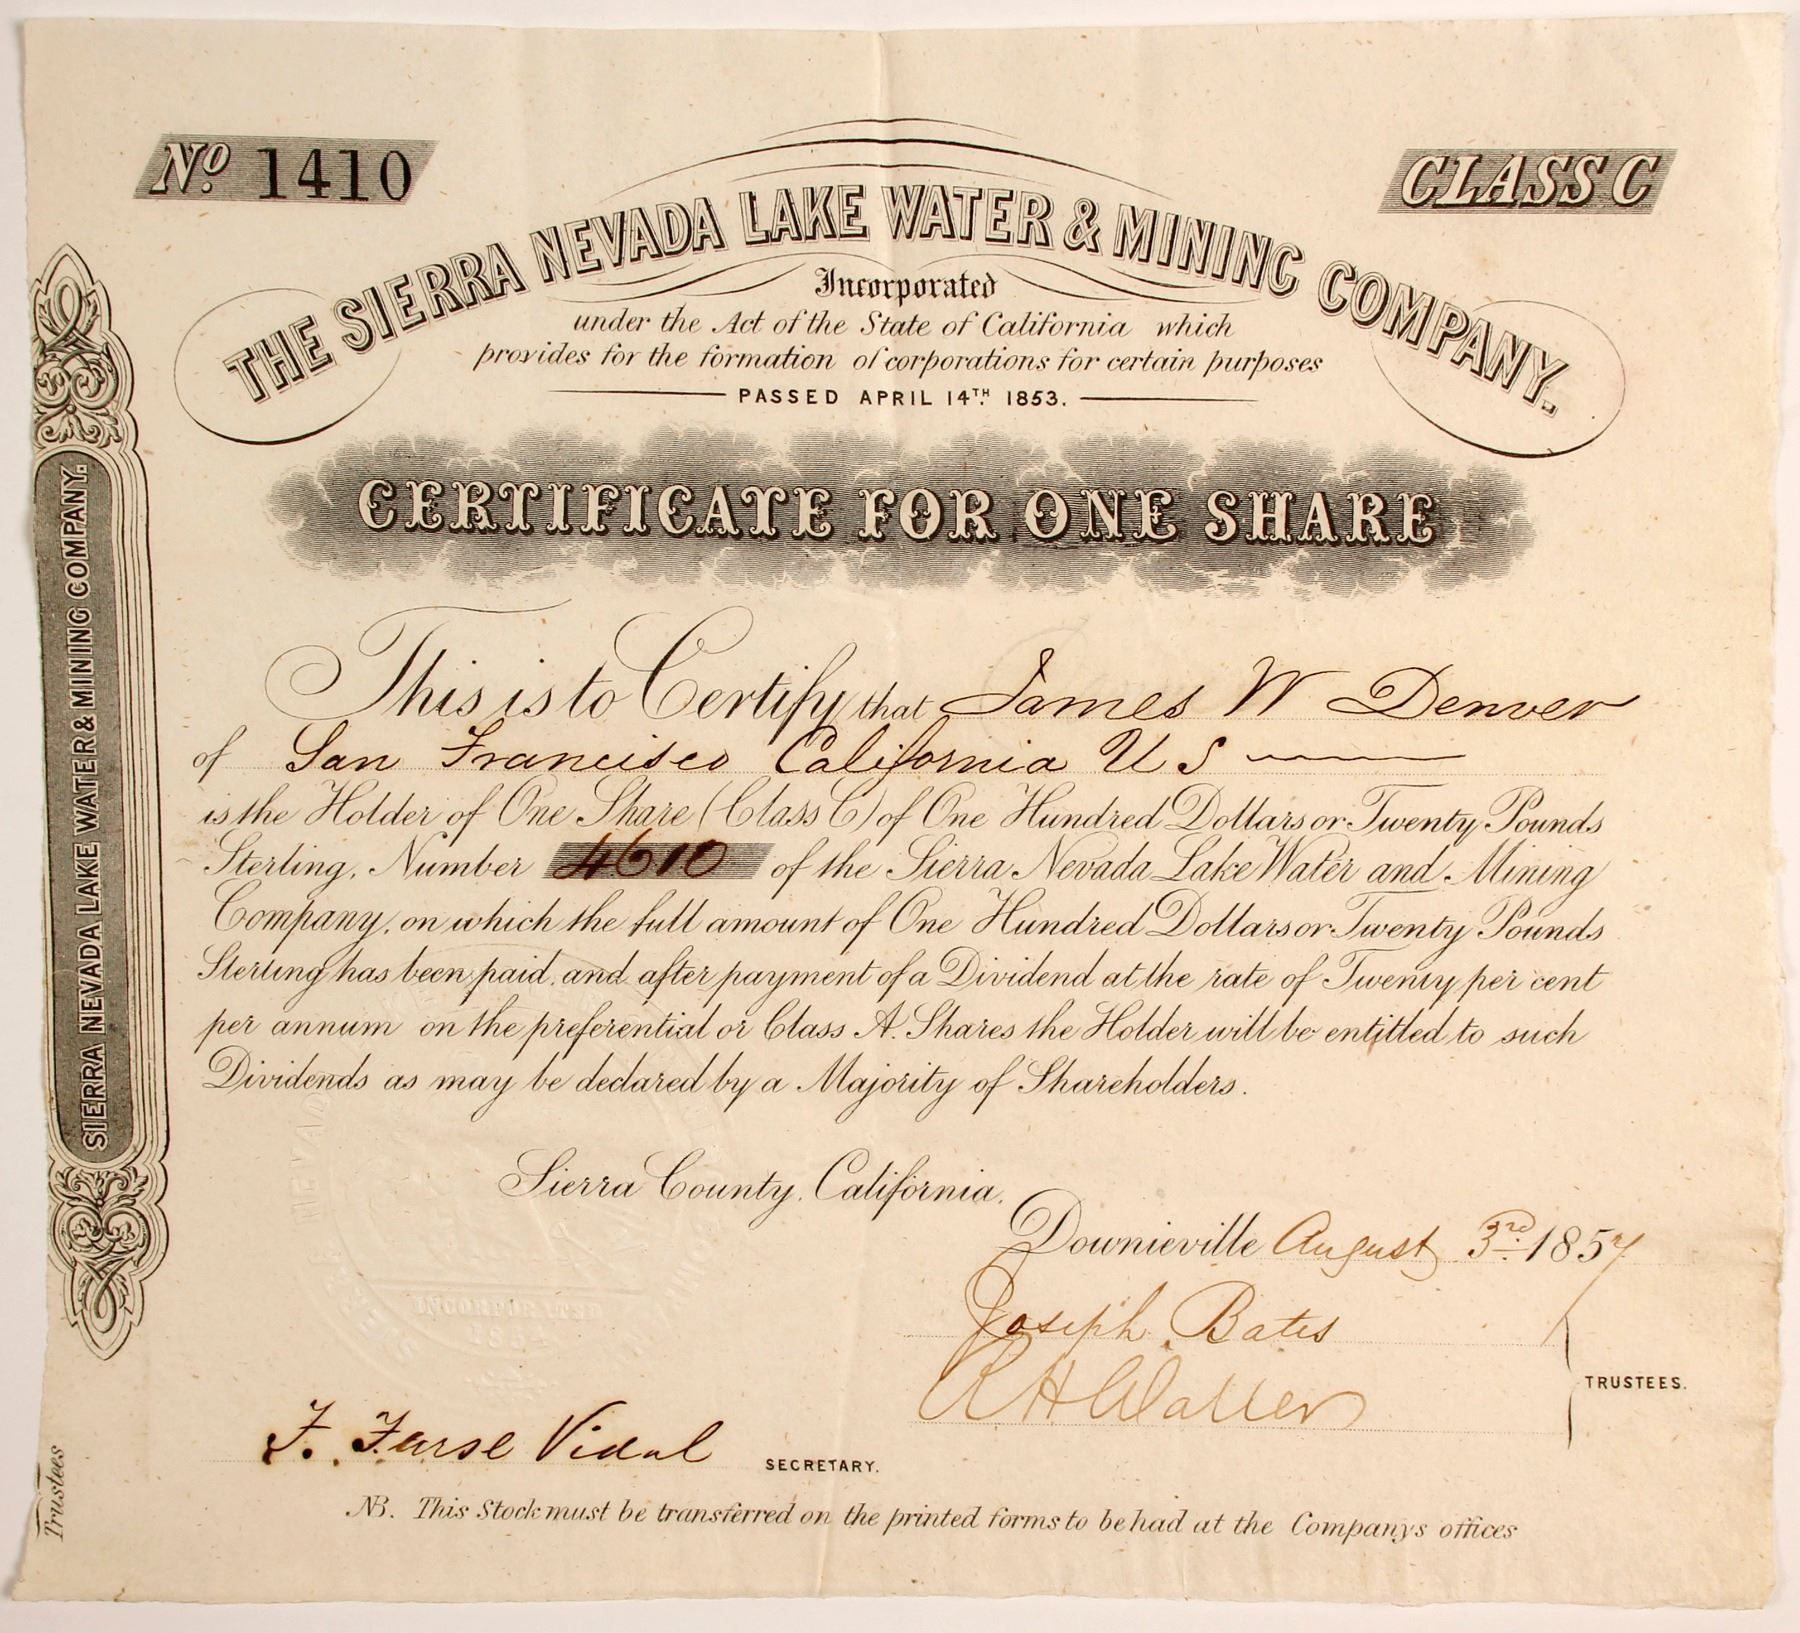 No. 1410
CLASS C
THE SIERRA NEVADA LAKE WATER & MINING COMPANY.
Incorporated
under the Act of the State of California which
provides for the formation of corporations for certain purposes
PASSED APRIL 14TH. 1853.
CERTIFICATE FOR ONE SHARE
This is to Certify that James W Denver
of San Francisco California U S
is the Holder of One Share (Class C) of One Hundred Dollars or Twenty Pounds
Sterling, Number 4610 of the Sierra Nevada Lake Water and Mining
Company, on which the full amount of One Hundred Dollars or Twenty Pounds
Sterling has been paid, and after payment of a Dividend at the rate of Twenty per cent
per annum on the preferential or Class A. Shares the Holder will be entitled to such
Dividends as may be declared by a Majority of Shareholders.
Sierra County, California.
Downieville August 3rd. 1857
Joseph Bates
R H Waller
TRUSTEES.
F. Furse Vidal
SECRETARY.
NB. This Stock must be transferred on the printed forms to be had at the Companys offices
SIERRA NEVADA LAKE WATER & MINING COMPANY.
Trustees
INCORPORATED